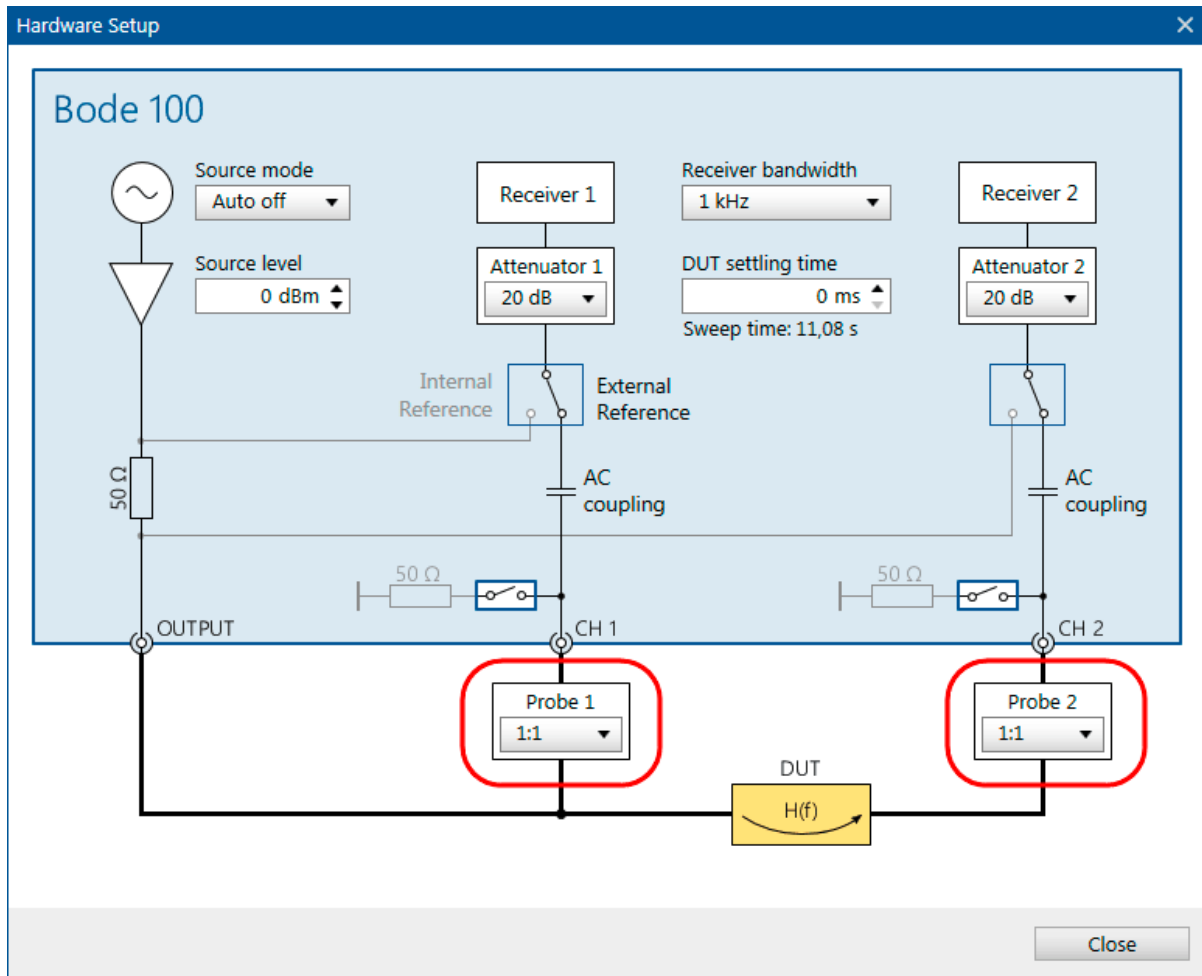 Hardware Setup
Bode 100
Source mode
Auto off
Source level
0 dBm
Receiver 1
Attenuator 1
20 dB
Receiver bandwidth
1 kHz
DUT settling time
0 ms
Sweep time: 11,08 s
Receiver 2
Attenuator 2
20 dB
Internal
Reference
External
Reference
50 Ω
AC
coupling
AC
coupling
50 Ω
50 Ω
OUTPUT
CH 1
CH 2
Probe 1
1:1
Probe 2
1:1
DUT
H(f)
Close